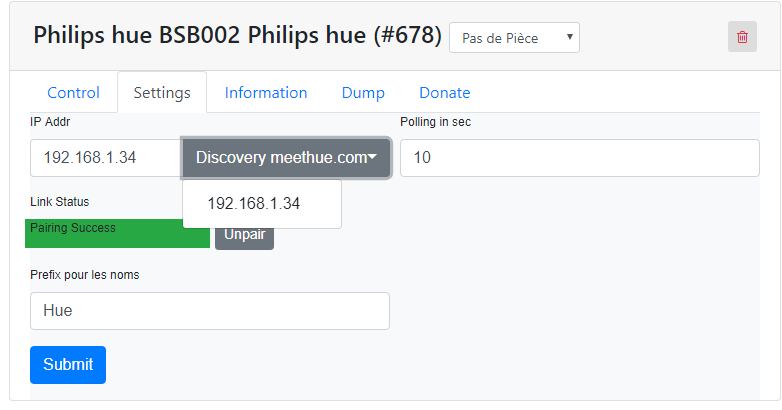 Philips hue BSB002 Philips hue (#678) Pas de Pièce
Control Settings Information Dump Donate
IP Addr Polling in sec
192.168.1.34 Discovery meethue.com 10
192.168.1.34
Link Status
Pairing Success Unpair
Prefix pour les noms
Hue
Submit